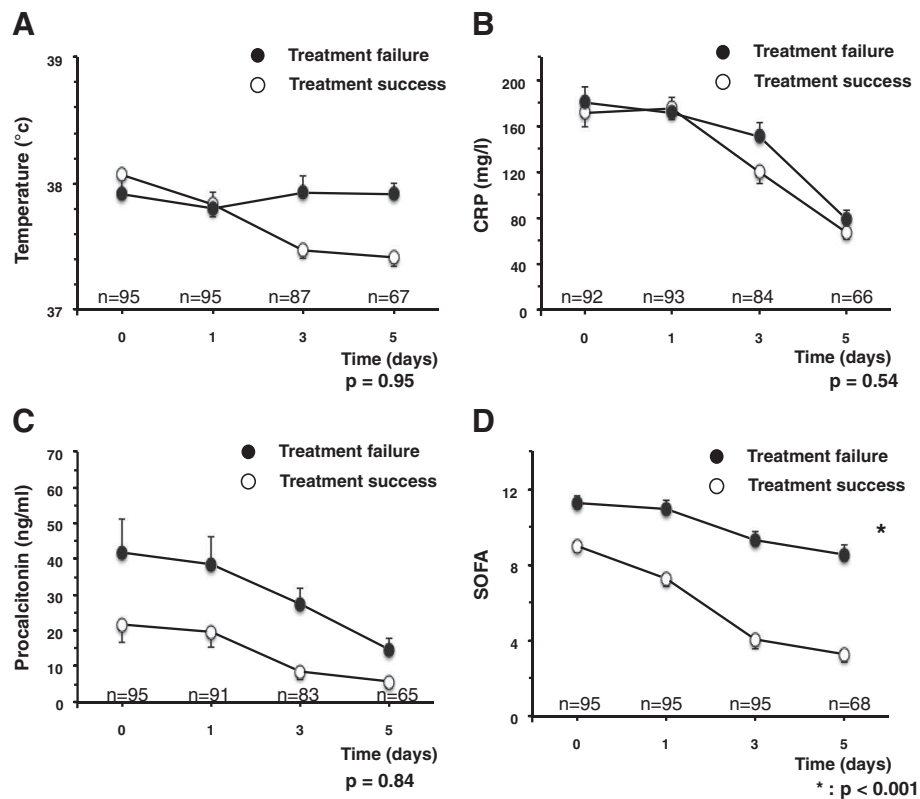 A
Treatment failure
Treatment success
39
38
37
Temperature (°c)
n=95 n=95 n=87 n=67
0 1 3 5
Time (days)
p = 0.95
B
Treatment failure
Treatment success
200
160
120
80
40
0
CRP (mg/l)
n=92 n=93 n=84 n=66
0 1 3 5
Time (days)
p = 0.54
C
Treatment failure
Treatment success
70
60
50
40
30
20
10
0
Procalcitonin (ng/ml)
n=95 n=91 n=83 n=65
0 1 3 5
Time (days)
p = 0.84
D
Treatment failure
Treatment success
12
8
4
0
SOFA
*
n=95 n=95 n=95 n=68
0 1 3 5
Time (days)
* : p < 0.001